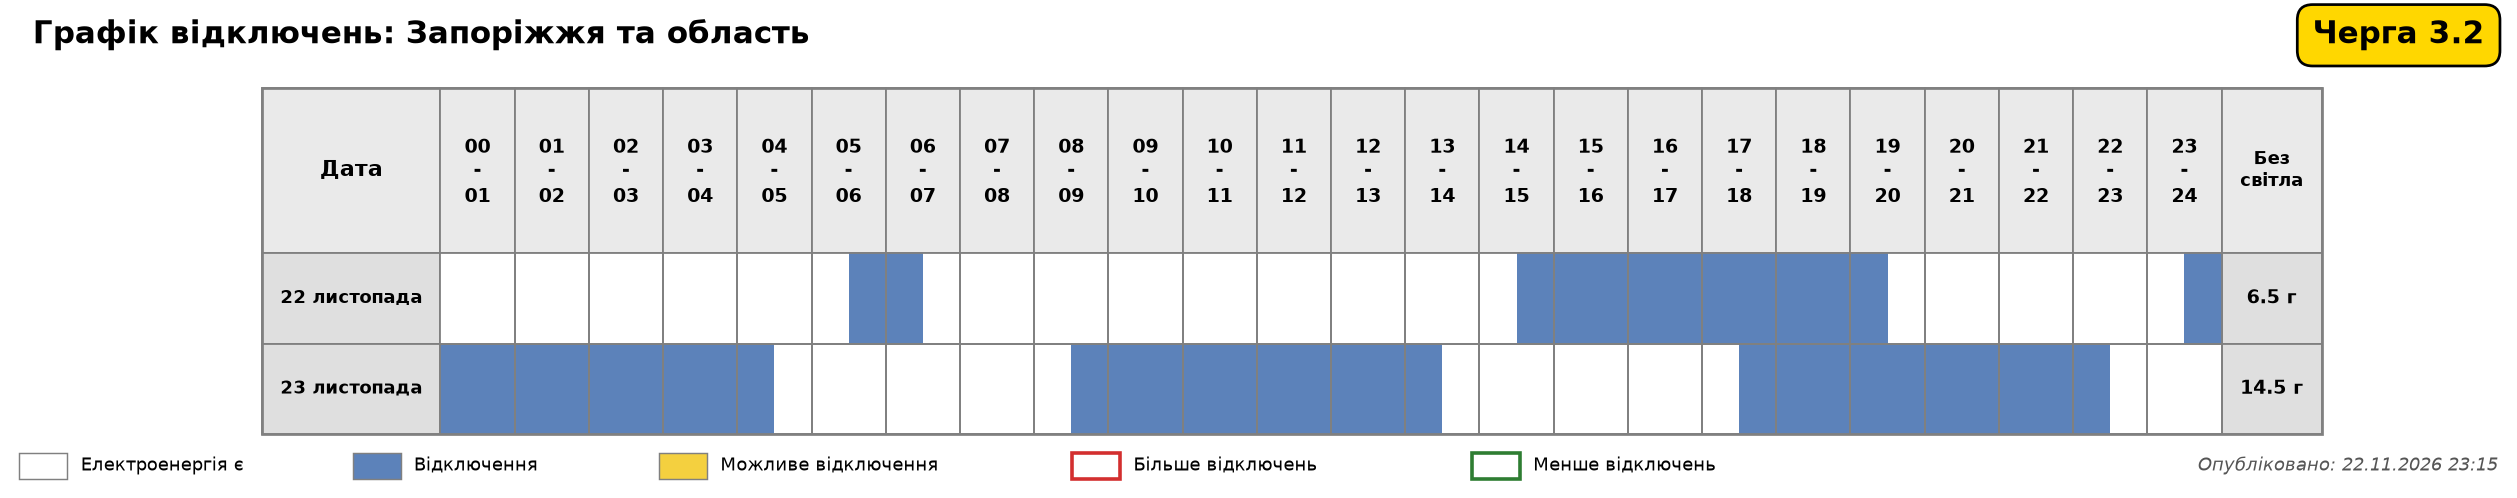 Графік відключень: Запоріжжя та область
Черга 3.2
Дата
00 - 01
01 - 02
02 - 03
03 - 04
04 - 05
05 - 06
06 - 07
07 - 08
08 - 09
09 - 10
10 - 11
11 - 12
12 - 13
13 - 14
14 - 15
15 - 16
16 - 17
17 - 18
18 - 19
19 - 20
20 - 21
21 - 22
22 - 23
23 - 24
Без
світла
22 листопада
6.5 г
23 листопада
14.5 г
Електроенергія є
Відключення
Можливе відключення
Більше відключень
Менше відключень
Опубліковано: 22.11.2026 23:15